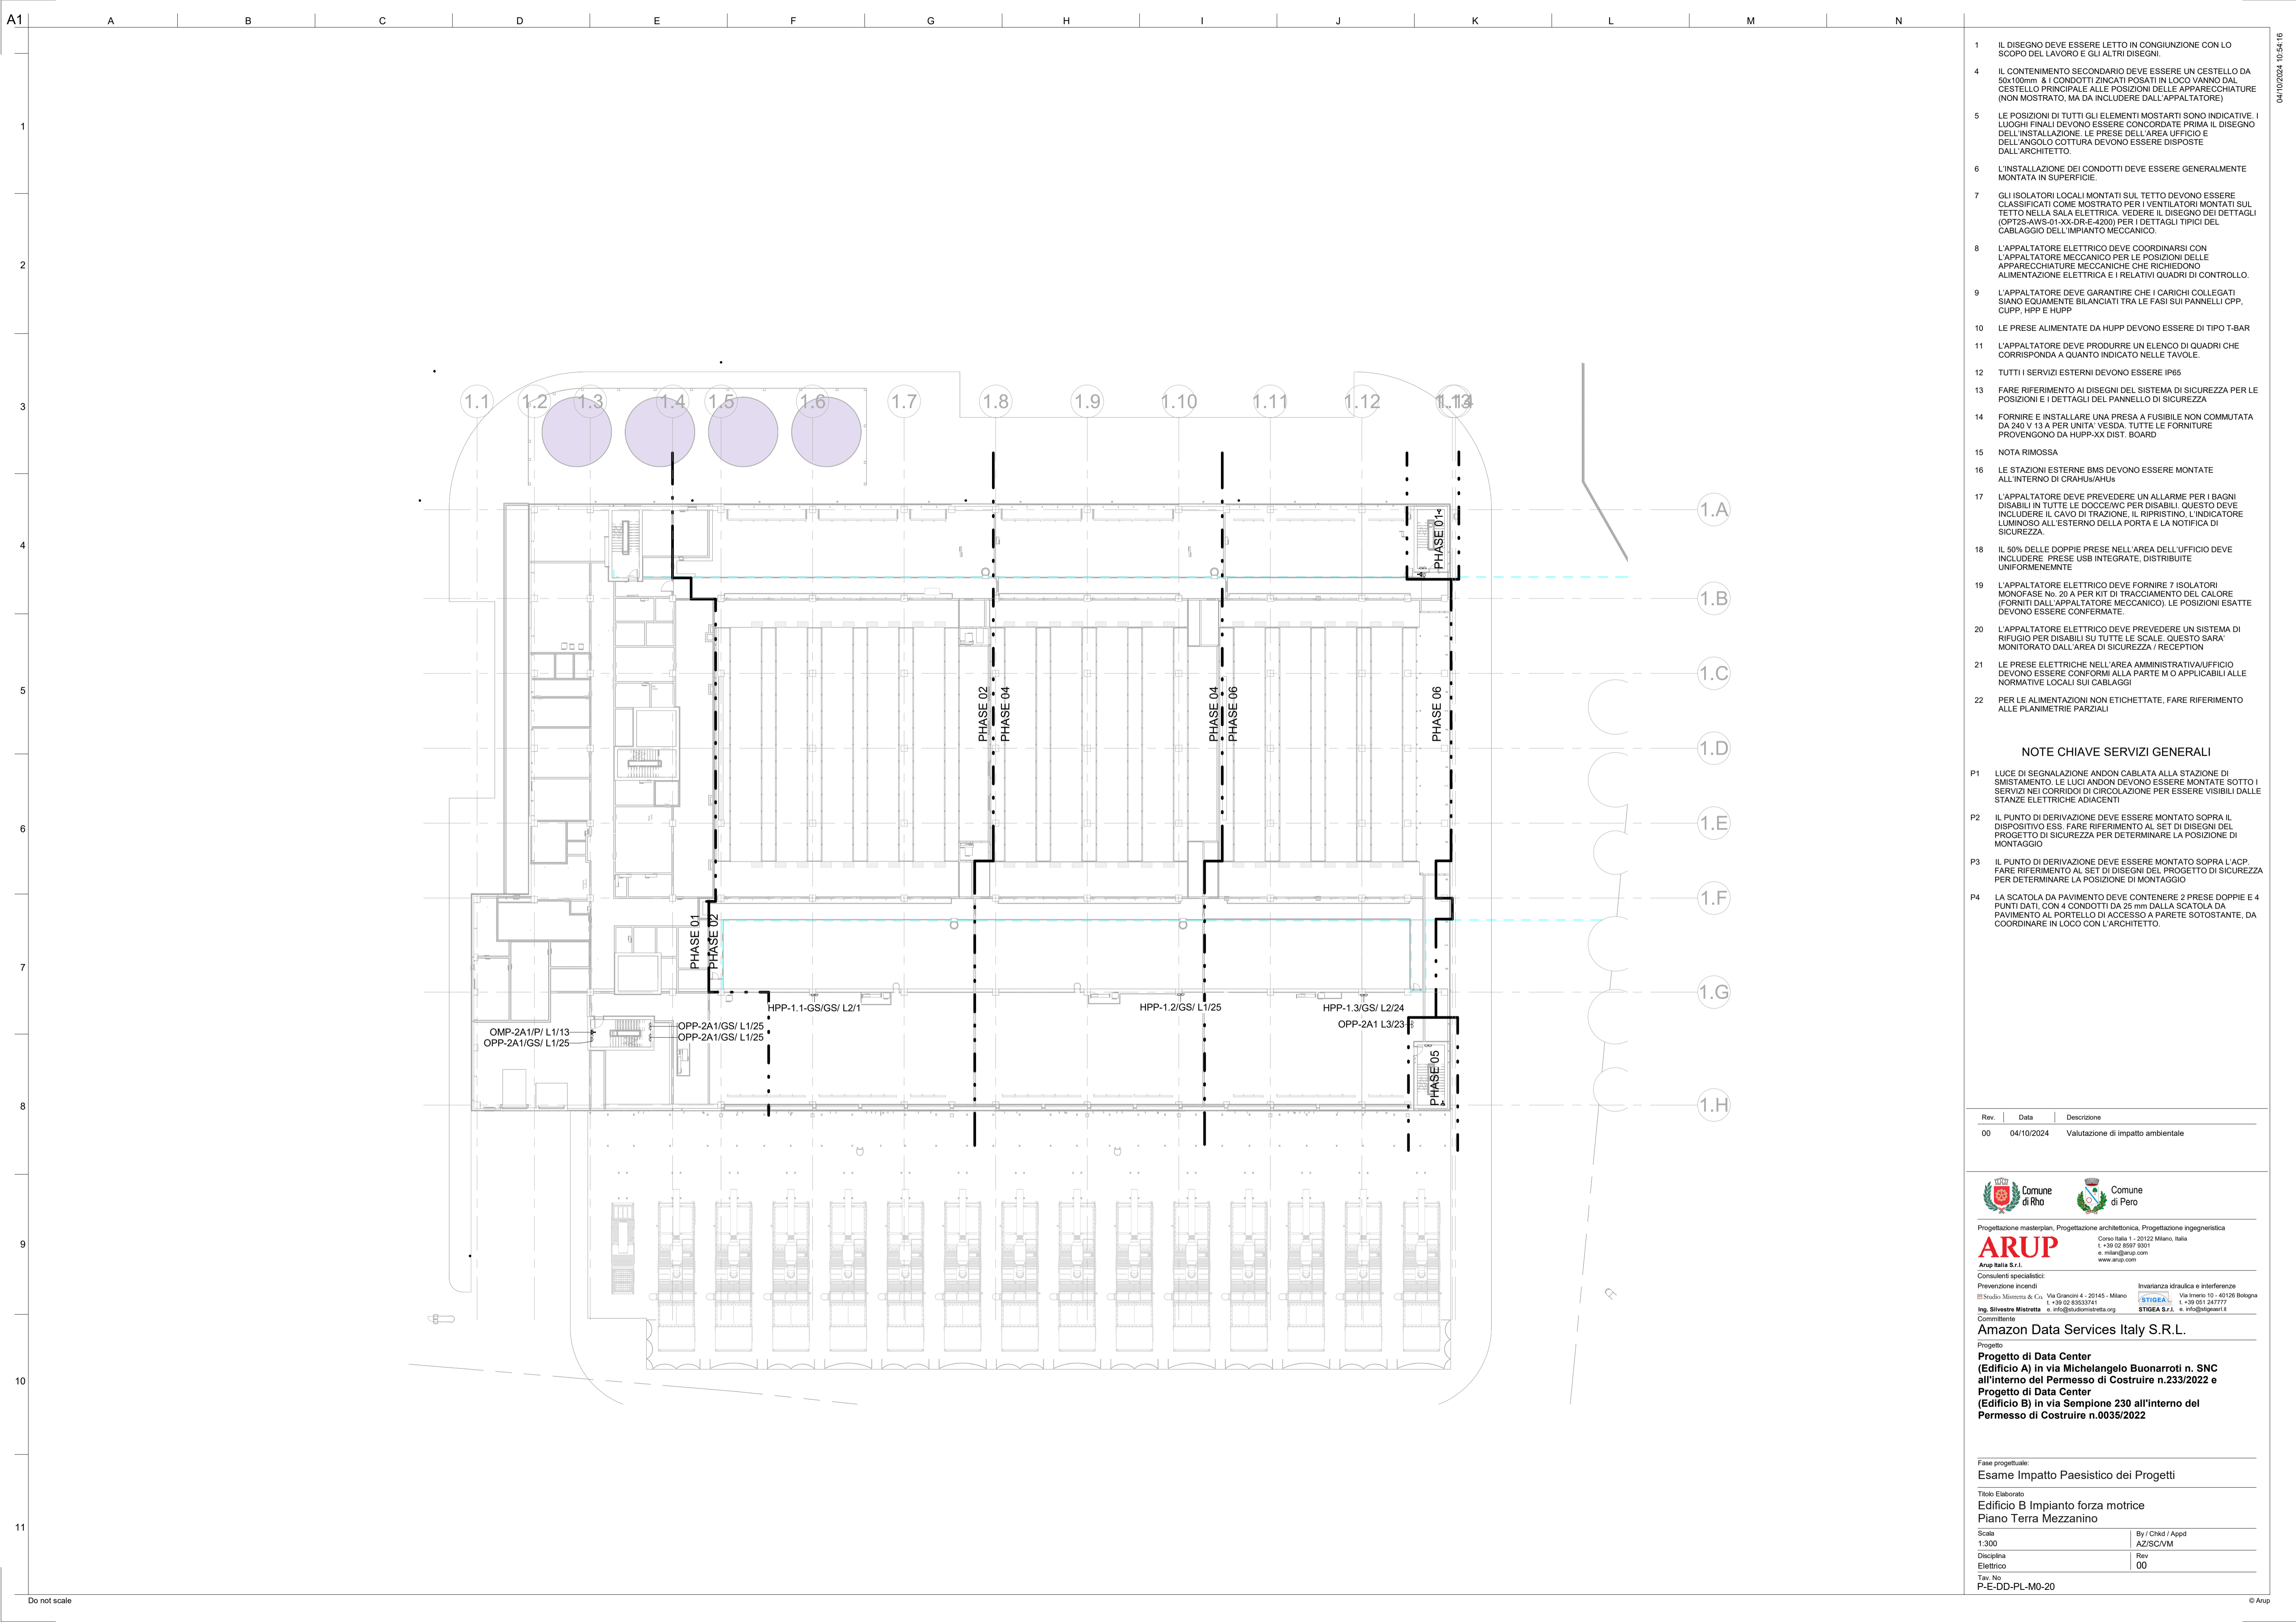 A1
A
B
C
D
E
F
G
H
I
J
K
L
M
N
04/10/2024 10:54:16
1
2
3
4
5
6
7
8
9
10
11
1.1
1.2
1.3
1.4
1.5
1.6
1.7
1.8
1.9
1.10
1.11
1.12
1.A
1.B
1.C
1.D
1.E
1.F
1.G
1.H
PHASE 01
PHASE 02
PHASE 04
PHASE 04
PHASE 06
PHASE 06
PHASE 01
PHASE 02
PHASE 05
HPP-1.1-GS/GS/ L2/1
HPP-1.2/GS/ L1/25
HPP-1.3/GS/ L2/24
OPP-2A1 L3/23
OMP-2A1/P/ L1/13
OPP-2A1/GS/ L1/25
OPP-2A1/GS/ L1/25
OPP-2A1/GS/ L1/25
1 IL DISEGNO DEVE ESSERE LETTO IN CONGIUNZIONE CON LO
SCOPO DEL LAVORO E GLI ALTRI DISEGNI.
4 IL CONTENIMENTO SECONDARIO DEVE ESSERE UN CESTELLO DA
50x100mm & I CONDOTTI ZINCATI POSATI IN LOCO VANNO DAL
CESTELLO PRINCIPALE ALLE POSIZIONI DELLE APPARECCHIATURE
(NON MOSTRATO, MA DA INCLUDERE DALL'APPALTATORE)
5 LE POSIZIONI DI TUTTI GLI ELEMENTI MOSTARTI SONO INDICATIVE. I
LUOGHI FINALI DEVONO ESSERE CONCORDATE PRIMA IL DISEGNO
DELL'INSTALLAZIONE. LE PRESE DELL'AREA UFFICIO E
DELL'ANGOLO COTTURA DEVONO ESSERE DISPOSTE
DALL'ARCHITETTO.
6 L'INSTALLAZIONE DEI CONDOTTI DEVE ESSERE GENERALMENTE
MONTATA IN SUPERFICIE.
7 GLI ISOLATORI LOCALI MONTATI SUL TETTO DEVONO ESSERE
CLASSIFICATI COME MOSTRATO PER I VENTILATORI MONTATI SUL
TETTO NELLA SALA ELETTRICA. VEDERE IL DISEGNO DEI DETTAGLI
(OPT2S-AWS-01-XX-DR-E-4200) PER I DETTAGLI TIPICI DEL
CABLAGGIO DELL'IMPIANTO MECCANICO.
8 L'APPALTATORE ELETTRICO DEVE COORDINARSI CON
L'APPALTATORE MECCANICO PER LE POSIZIONI DELLE
APPARECCHIATURE MECCANICHE CHE RICHIEDONO
ALIMENTAZIONE ELETTRICA E I RELATIVI QUADRI DI CONTROLLO.
9 L'APPALTATORE DEVE GARANTIRE CHE I CARICHI COLLEGATI
SIANO EQUAMENTE BILANCIATI TRA LE FASI SUI PANNELLI CPP,
CUPP, HPP E HUPP
10 LE PRESE ALIMENTATE DA HUPP DEVONO ESSERE DI TIPO T-BAR
11 L'APPALTATORE DEVE PRODURRE UN ELENCO DI QUADRI CHE
CORRISPONDA A QUANTO INDICATO NELLE TAVOLE.
12 TUTTI I SERVIZI ESTERNI DEVONO ESSERE IP65
13 FARE RIFERIMENTO AI DISEGNI DEL SISTEMA DI SICUREZZA PER LE
POSIZIONI E I DETTAGLI DEL PANNELLO DI SICUREZZA
14 FORNIRE E INSTALLARE UNA PRESA A FUSIBILE NON COMMUTATA
DA 240 V 13 A PER UNITA' VESDA. TUTTE LE FORNITURE
PROVENGONO DA HUPP-XX DIST. BOARD
15 NOTA RIMOSSA
16 LE STAZIONI ESTERNE BMS DEVONO ESSERE MONTATE
ALL'INTERNO DI CRAHUs/AHUs
17 L'APPALTATORE DEVE PREVEDERE UN ALLARME PER I BAGNI
DISABILI IN TUTTE LE DOCCE/WC PER DISABILI. QUESTO DEVE
INCLUDERE IL CAVO DI TRAZIONE, IL RIPRISTINO, L'INDICATORE
LUMINOSO ALL'ESTERNO DELLA PORTA E LA NOTIFICA DI
SICUREZZA.
18 IL 50% DELLE DOPPIE PRESE NELL'AREA DELL'UFFICIO DEVE
INCLUDERE PRESE USB INTEGRATE, DISTRIBUITE
UNIFORMENEMNTE
19 L'APPALTATORE ELETTRICO DEVE FORNIRE 7 ISOLATORI
MONOFASE No. 20 A PER KIT DI TRACCIAMENTO DEL CALORE
(FORNITI DALL'APPALTATORE MECCANICO). LE POSIZIONI ESATTE
DEVONO ESSERE CONFERMATE.
20 L'APPALTATORE ELETTRICO DEVE PREVEDERE UN SISTEMA DI
RIFUGIO PER DISABILI SU TUTTE LE SCALE. QUESTO SARA'
MONITORATO DALL'AREA DI SICUREZZA / RECEPTION
21 LE PRESE ELETTRICHE NELL'AREA AMMINISTRATIVA/UFFICIO
DEVONO ESSERE CONFORMI ALLA PARTE M O APPLICABILI ALLE
NORMATIVE LOCALI SUI CABLAGGI
22 PER LE ALIMENTAZIONI NON ETICHETTATE, FARE RIFERIMENTO
ALLE PLANIMETRIE PARZIALI
NOTE CHIAVE SERVIZI GENERALI
P1 LUCE DI SEGNALAZIONE ANDON CABLATA ALLA STAZIONE DI
SMISTAMENTO. LE LUCI ANDON DEVONO ESSERE MONTATE SOTTO I
SERVIZI NEI CORRIDOI DI CIRCOLAZIONE PER ESSERE VISIBILI DALLE
STANZE ELETTRICHE ADIACENTI
P2 IL PUNTO DI DERIVAZIONE DEVE ESSERE MONTATO SOPRA IL
DISPOSITIVO ESS. FARE RIFERIMENTO AL SET DI DISEGNI DEL
PROGETTO DI SICUREZZA PER DETERMINARE LA POSIZIONE DI
MONTAGGIO
P3 IL PUNTO DI DERIVAZIONE DEVE ESSERE MONTATO SOPRA L'ACP.
FARE RIFERIMENTO AL SET DI DISEGNI DEL PROGETTO DI SICUREZZA
PER DETERMINARE LA POSIZIONE DI MONTAGGIO
P4 LA SCATOLA DA PAVIMENTO DEVE CONTENERE 2 PRESE DOPPIE E 4
PUNTI DATI, CON 4 CONDOTTI DA 25 mm DALLA SCATOLA DA
PAVIMENTO AL PORTELLO DI ACCESSO A PARETE SOTOSTANTE, DA
COORDINARE IN LOCO CON L'ARCHITETTO.
Rev. Data Descrizione
00 04/10/2024 Valutazione di impatto ambientale
Comune
di Rho
Comune
di Pero
Progettazione masterplan, Progettazione architettonica, Progettazione ingegneristica
ARUP
Arup Italia S.r.l.
Corso Italia 1 - 20122 Milano, Italia
t. +39 02 8597 9301
e. milan@arup.com
www.arup.com
Consulenti specialistici:
Prevenzione incendi
Studio Mistretta & Co.
Ing. Silvestre Mistretta
Via Grancini 4 - 20145 - Milano
t. +39 02 83533741
e. info@studiomistretta.org
Invarianza idraulica e interferenze
STIGEA
STIGEA S.r.l.
Via Irnerio 10 - 40126 Bologna
t. +39 051 247777
e. info@stigeasrl.it
Committente
Amazon Data Services Italy S.R.L.
Progetto
Progetto di Data Center
(Edificio A) in via Michelangelo Buonarroti n. SNC
all'interno del Permesso di Costruire n.233/2022 e
Progetto di Data Center
(Edificio B) in via Sempione 230 all'interno del
Permesso di Costruire n.0035/2022
Fase progettuale:
Esame Impatto Paesistico dei Progetti
Titolo Elaborato
Edificio B Impianto forza motrice
Piano Terra Mezzanino
Scala
1:300
By / Chkd / Appd
AZ/SC/VM
Disciplina
Elettrico
Rev
00
Tav. No
P-E-DD-PL-M0-20
Do not scale
© Arup